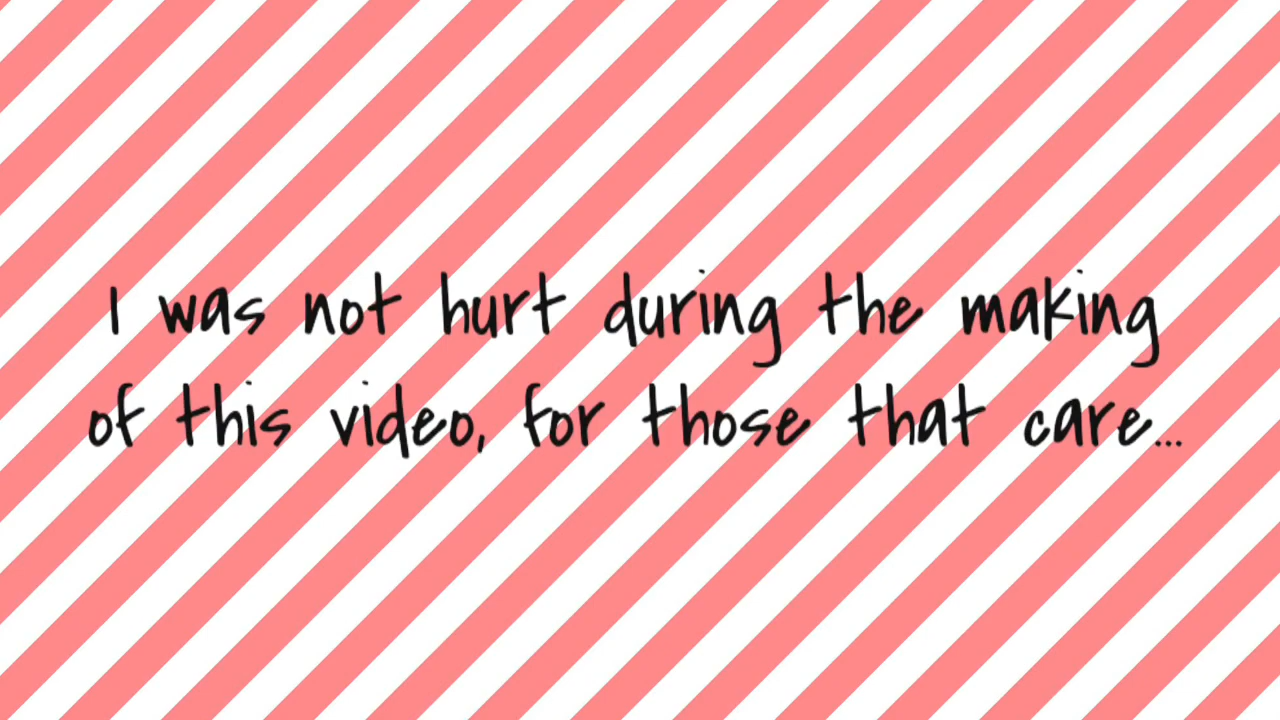 I was not hurt during the making
of this video, for those that care...